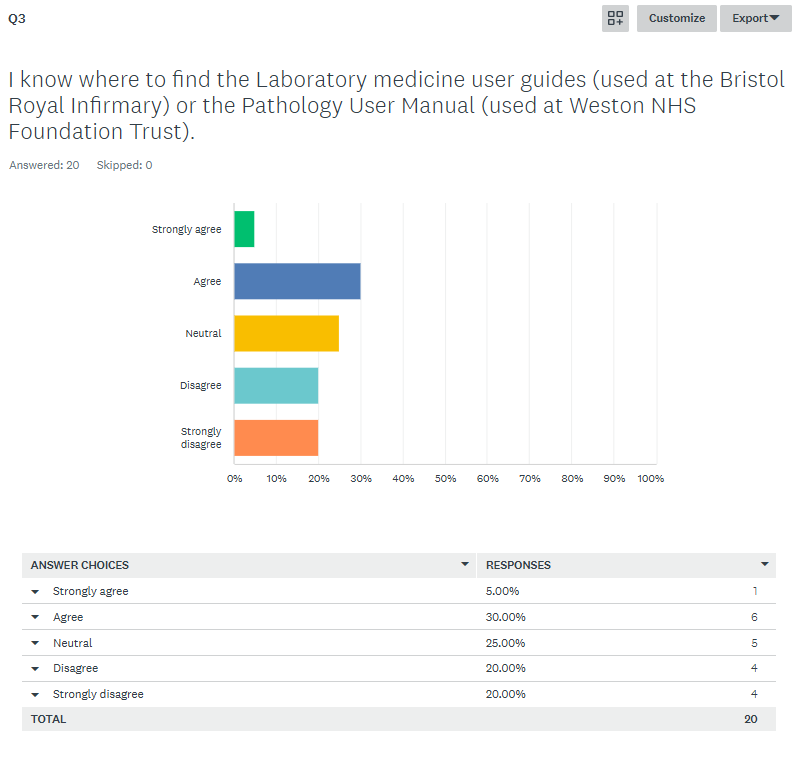 Q3
Customize
Export
I know where to find the Laboratory medicine user guides (used at the Bristol
Royal Infirmary) or the Pathology User Manual (used at Weston NHS
Foundation Trust).
Answered: 20 Skipped: 0
Strongly agree
Agree
Neutral
Disagree
Strongly
disagree
0% 10% 20% 30% 40% 50% 60% 70% 80% 90% 100%
ANSWER CHOICES RESPONSES
Strongly agree 5.00% 1
Agree 30.00% 6
Neutral 25.00% 5
Disagree 20.00% 4
Strongly disagree 20.00% 4
TOTAL 20